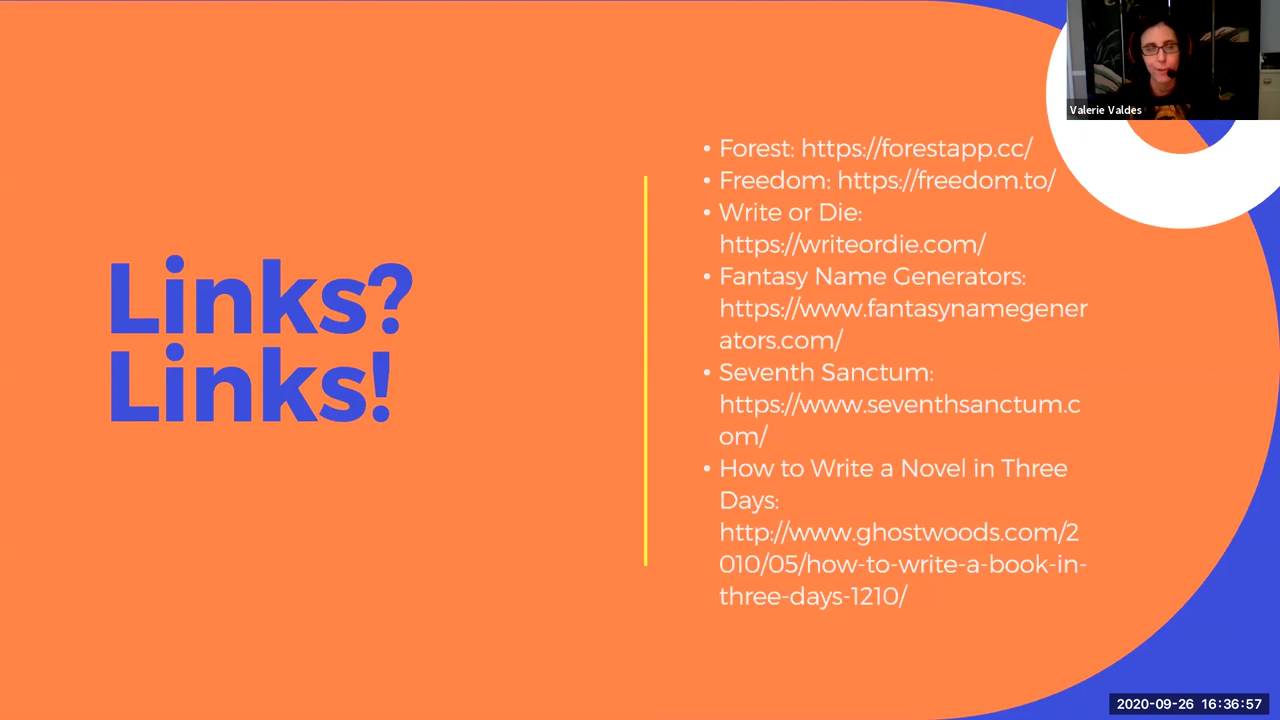 Valerie Valdes
Links?
Links!
• Forest: https://forestapp.cc/
• Freedom: https://freedom.to/
• Write or Die:
https://writeordie.com/
• Fantasy Name Generators:
https://www.fantasynamegener
ators.com/
• Seventh Sanctum:
https://www.seventhsanctum.c
om/
• How to Write a Novel in Three
Days:
http://www.ghostwoods.com/2
010/05/how-to-write-a-book-in-
three-days-1210/
2020-09-26 16:36:57